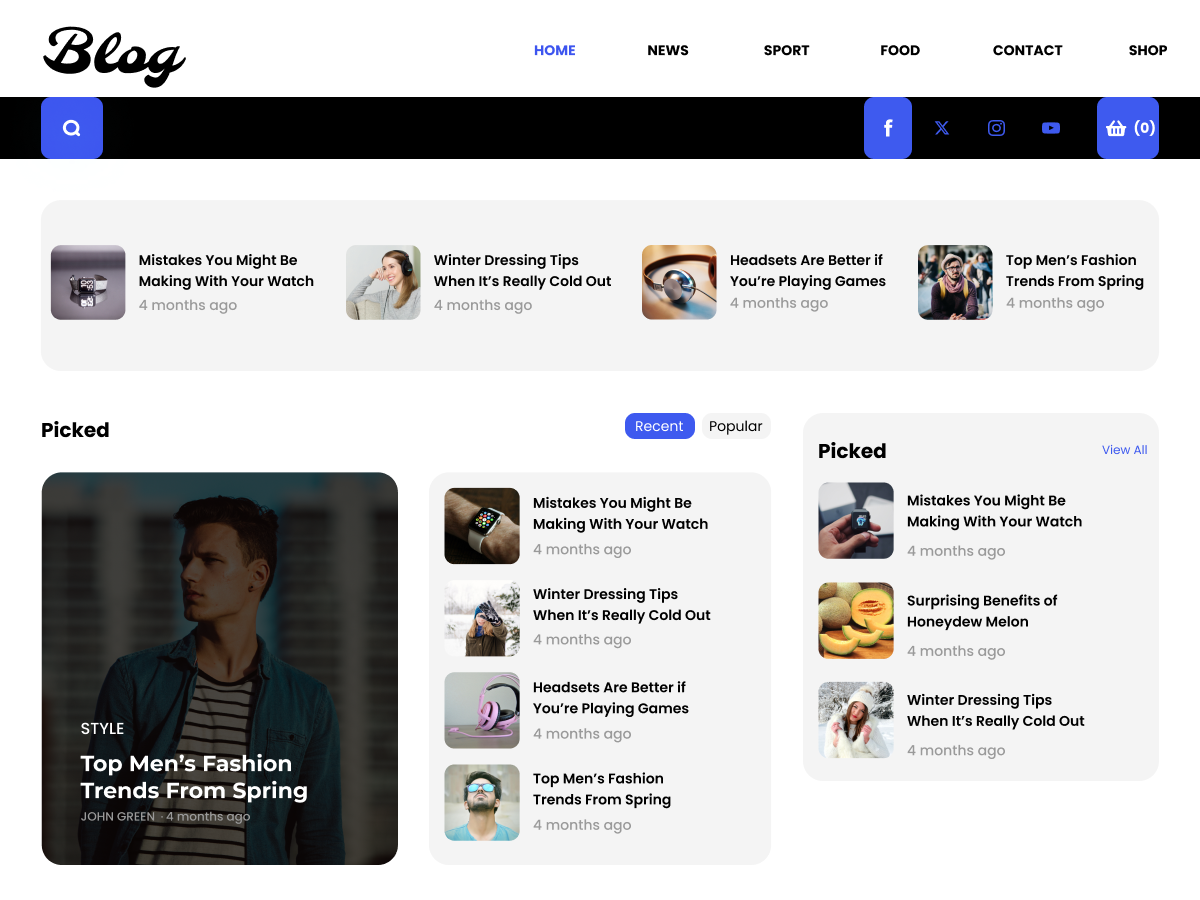 Blog
HOME
NEWS
SPORT
FOOD
CONTACT
SHOP
(0)
Mistakes You Might Be
Making With Your Watch
4 months ago
Winter Dressing Tips
When It’s Really Cold Out
4 months ago
Headsets Are Better if
You’re Playing Games
4 months ago
Top Men’s Fashion
Trends From Spring
4 months ago
Picked
Recent
Popular
STYLE
Top Men’s Fashion
Trends From Spring
JOHN GREEN · 4 months ago
Mistakes You Might Be
Making With Your Watch
4 months ago
Winter Dressing Tips
When It’s Really Cold Out
4 months ago
Headsets Are Better if
You’re Playing Games
4 months ago
Top Men’s Fashion
Trends From Spring
4 months ago
Picked
View All
Mistakes You Might Be
Making With Your Watch
4 months ago
Surprising Benefits of
Honeydew Melon
4 months ago
Winter Dressing Tips
When It’s Really Cold Out
4 months ago